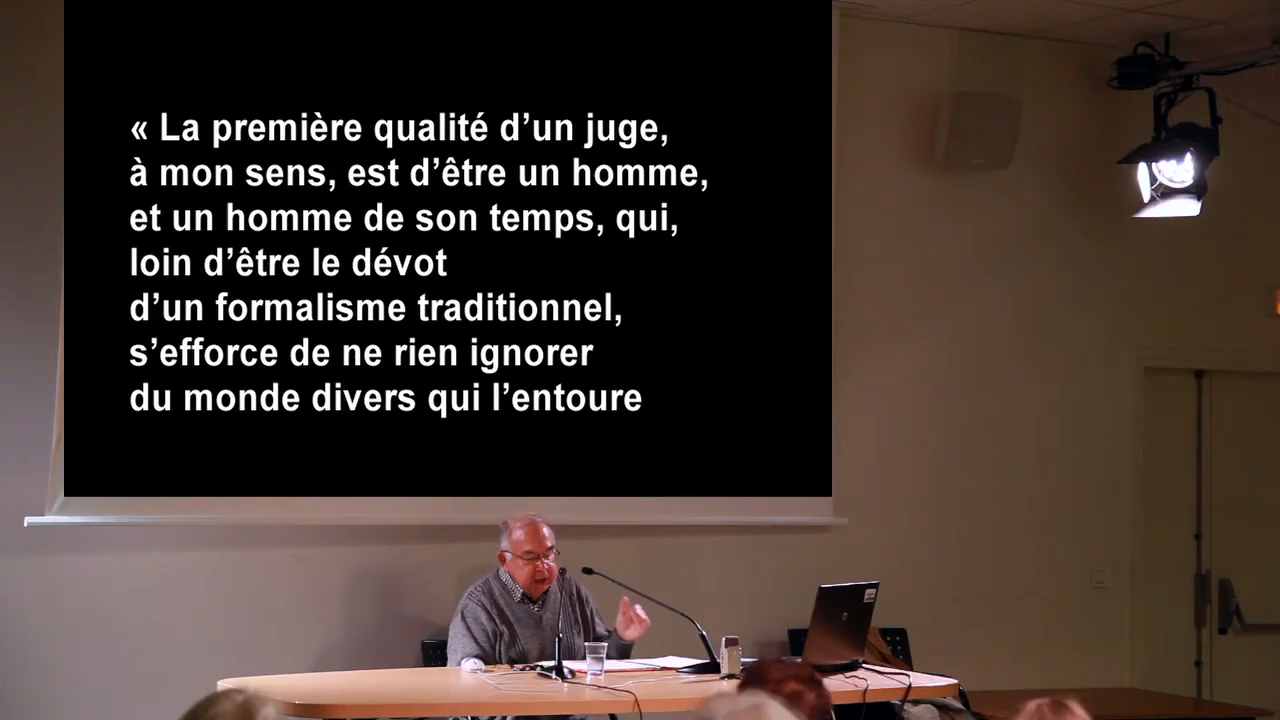 « La première qualité d’un juge,
à mon sens, est d’être un homme,
et un homme de son temps, qui,
loin d’être le dévot
d’un formalisme traditionnel,
s’efforce de ne rien ignorer
du monde divers qui l’entoure